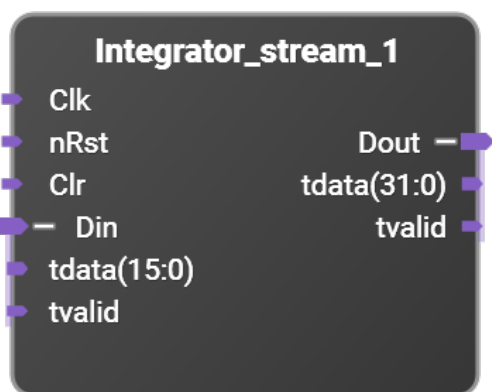 Integrator_stream_1
Clk
nRst
Dout
Clr
tdata(31:0)
Din
tvalid
tdata(15:0)
tvalid